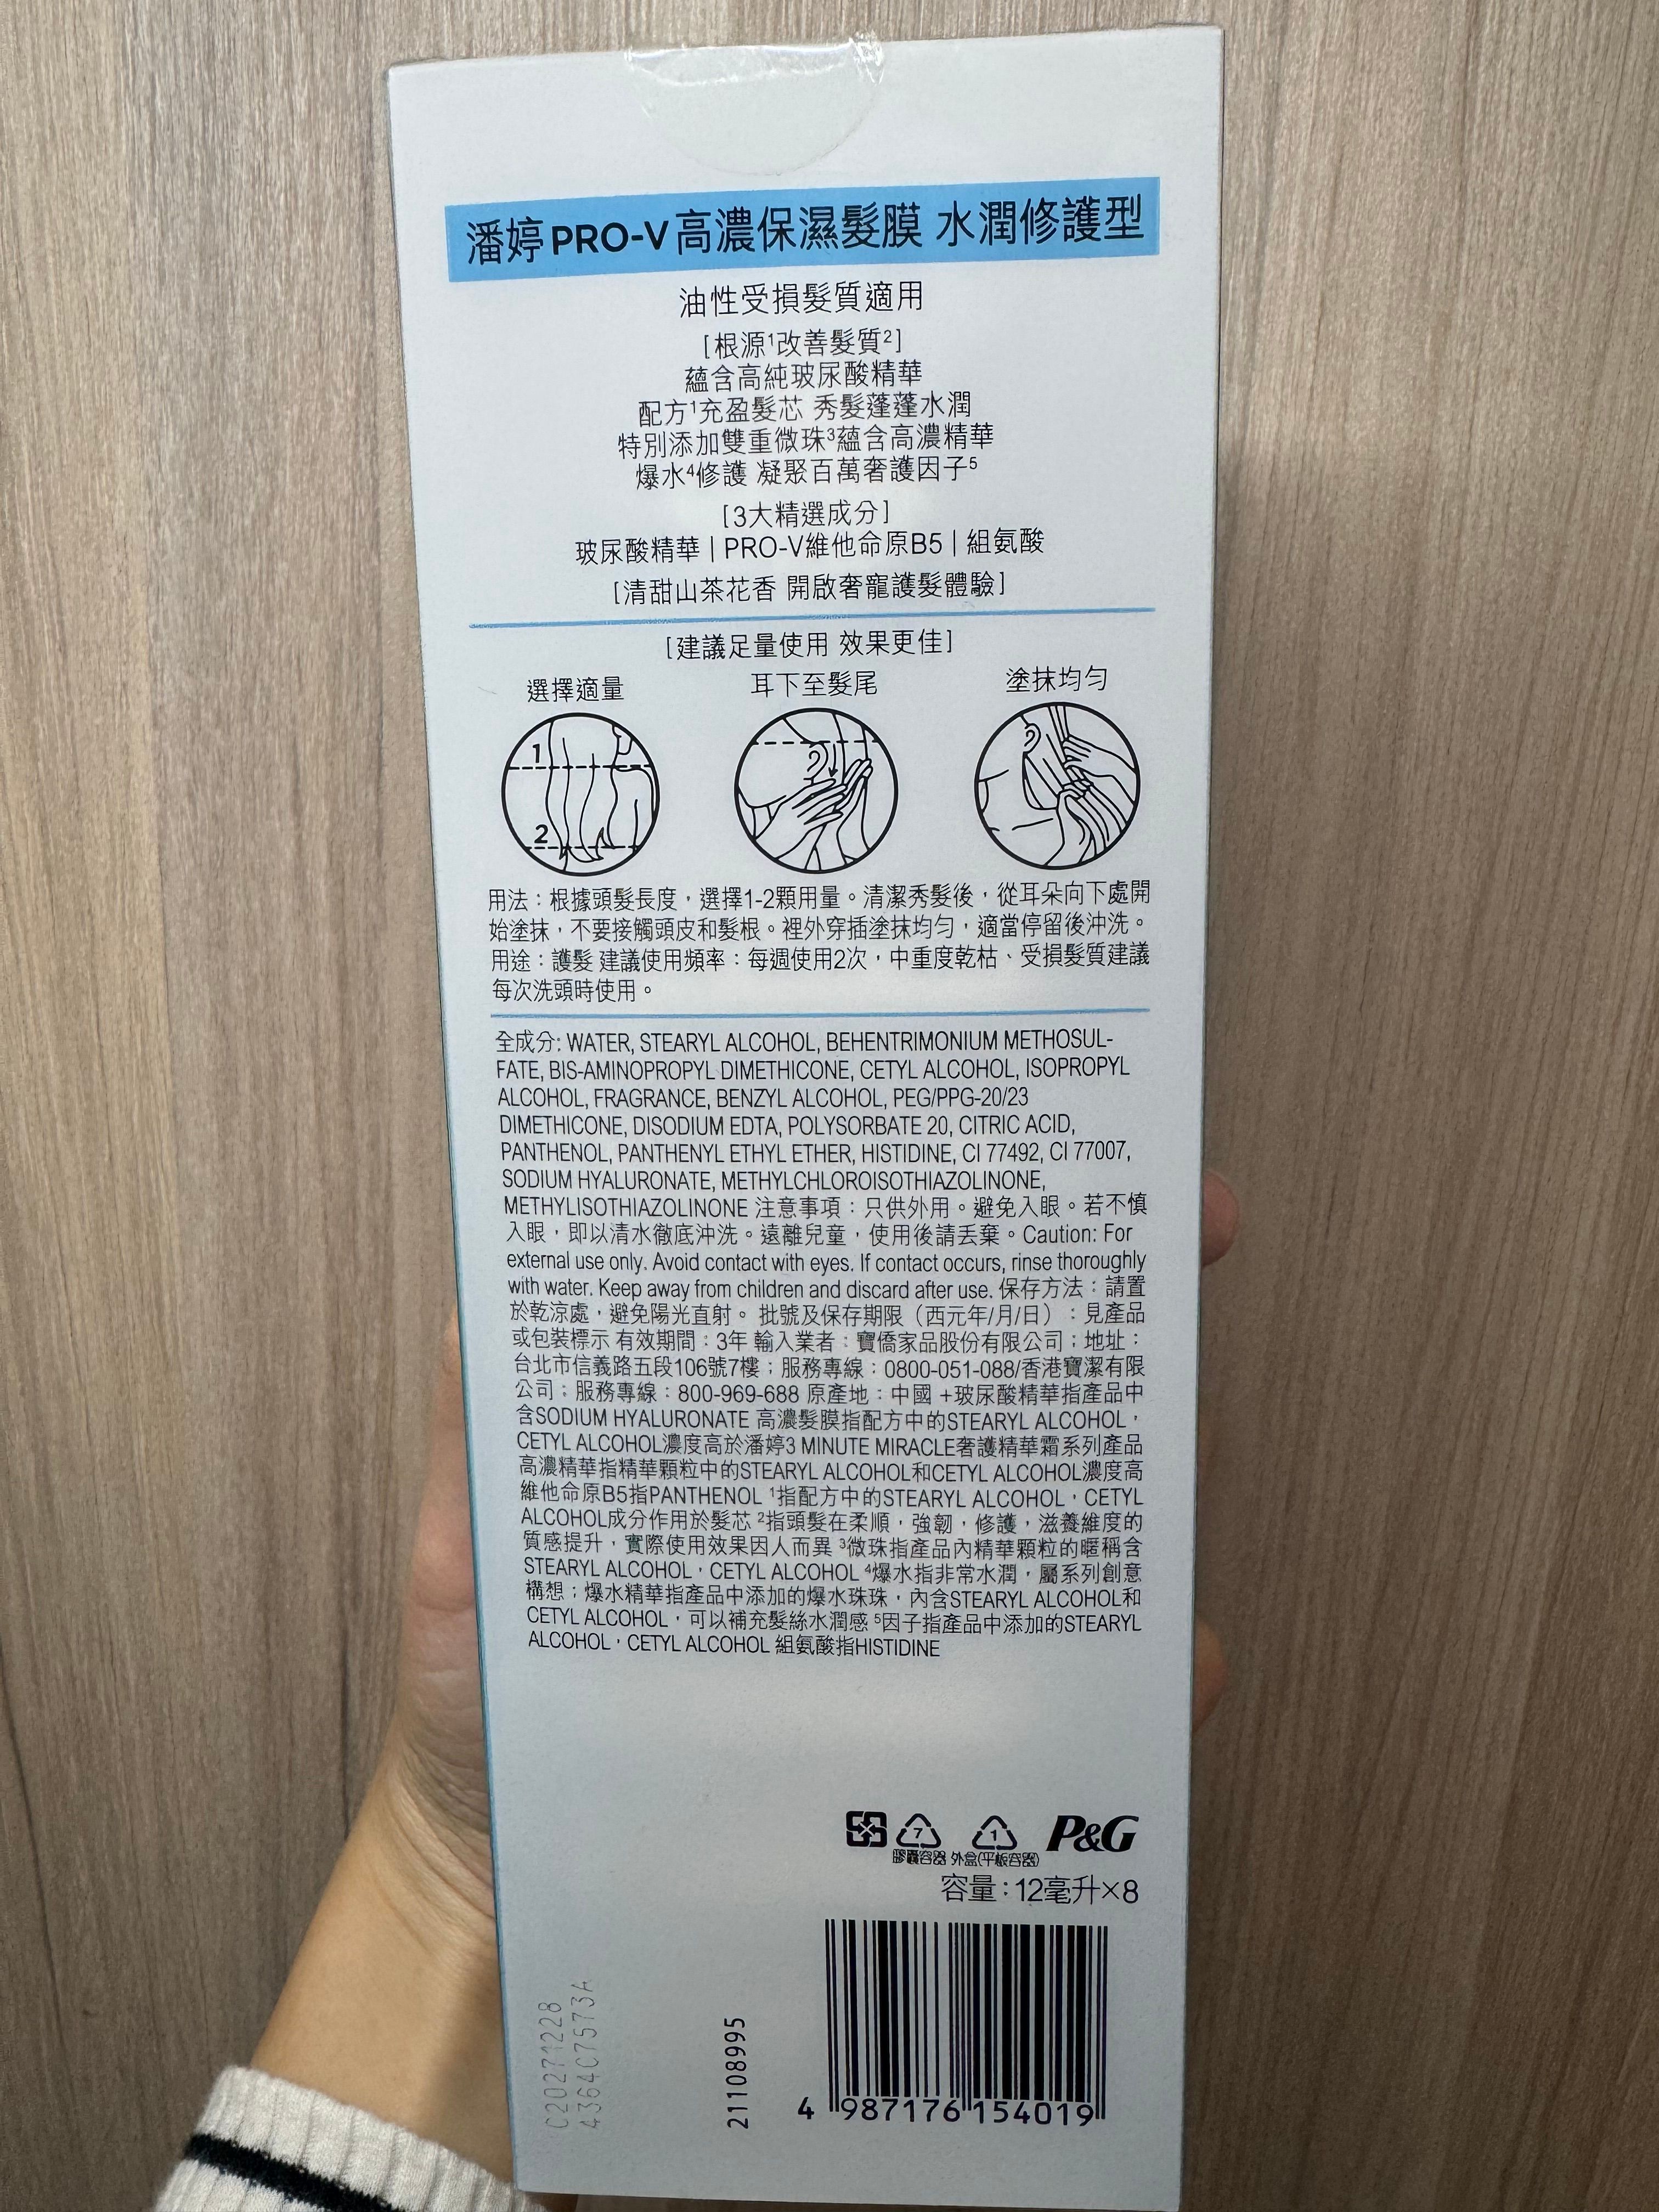 潘婷PRO-V高濃保濕髮膜 水潤修護型
油性受損髮質適用
[根源¹改善髮質²]
蘊含高純玻尿酸精華
配方¹充盈髮芯 秀髮蓬蓬水潤
特別添加雙重微珠³蘊含高濃精華
爆水⁴修護 凝聚百萬奢護因子⁵
[3大精選成分]
玻尿酸精華|PRO-V維他命原B5|組氨酸
[清甜山茶花香 開啟奢寵護髮體驗]
[建議足量使用 效果更佳]
選擇適量 耳下至髮尾 塗抹均勻
1
2
用法：根據頭髮長度，選擇1-2顆用量。清潔秀髮後，從耳朵向下處開
始塗抹，不要接觸頭皮和髮根。裡外穿插塗抹均勻，適當停留後沖洗。
用途：護髮 建議使用頻率：每週使用2次，中重度乾枯、受損髮質建議
每次洗頭時使用。
全成分: WATER, STEARYL ALCOHOL, BEHENTRIMONIUM METHOSUL-
FATE, BIS-AMINOPROPYL DIMETHICONE, CETYL ALCOHOL, ISOPROPYL
ALCOHOL, FRAGRANCE, BENZYL ALCOHOL, PEG/PPG-20/23
DIMETHICONE, DISODIUM EDTA, POLYSORBATE 20, CITRIC ACID,
PANTHENOL, PANTHENYL ETHYL ETHER, HISTIDINE, CI 77492, CI 77007,
SODIUM HYALURONATE, METHYLCHLOROISOTHIAZOLINONE,
METHYLISOTHIAZOLINONE 注意事項：只供外用。避免入眼。若不慎
入眼，即以清水徹底沖洗。遠離兒童，使用後請丟棄。Caution: For
external use only. Avoid contact with eyes. If contact occurs, rinse thoroughly
with water. Keep away from children and discard after use. 保存方法：請置
於乾涼處，避免陽光直射。 批號及保存期限（西元年/月/日）：見產品
或包裝標示 有效期間：3年 輸入業者：寶僑家品股份有限公司；地址：
台北市信義路五段106號7樓；服務專線：0800-051-088/香港寶潔有限
公司；服務專線：800-969-688 原產地：中國 +玻尿酸精華指產品中
含SODIUM HYALURONATE 高濃髮膜指配方中的STEARYL ALCOHOL，
CETYL ALCOHOL濃度高於潘婷3 MINUTE MIRACLE奢護精華霜系列產品
高濃精華指精華顆粒中的STEARYL ALCOHOL和CETYL ALCOHOL濃度高
維他命原B5指PANTHENOL ¹指配方中的STEARYL ALCOHOL，CETYL
ALCOHOL成分作用於髮芯 ²指頭髮在柔順，強韌，修護，滋養維度的
質感提升，實際使用效果因人而異 ³微珠指產品內精華顆粒的暱稱含
STEARYL ALCOHOL，CETYL ALCOHOL ⁴爆水指非常水潤，屬系列創意
構想；爆水精華指產品中添加的爆水珠珠，內含STEARYL ALCOHOL和
CETYL ALCOHOL，可以補充髮絲水潤感 ⁵因子指產品中添加的STEARYL
ALCOHOL，CETYL ALCOHOL 組氨酸指HISTIDINE
7 1 P&G
膠囊容器 外盒(平板容器)
容量：12毫升×8
C20271228
4364C7573A
21108995
4 987176 154019